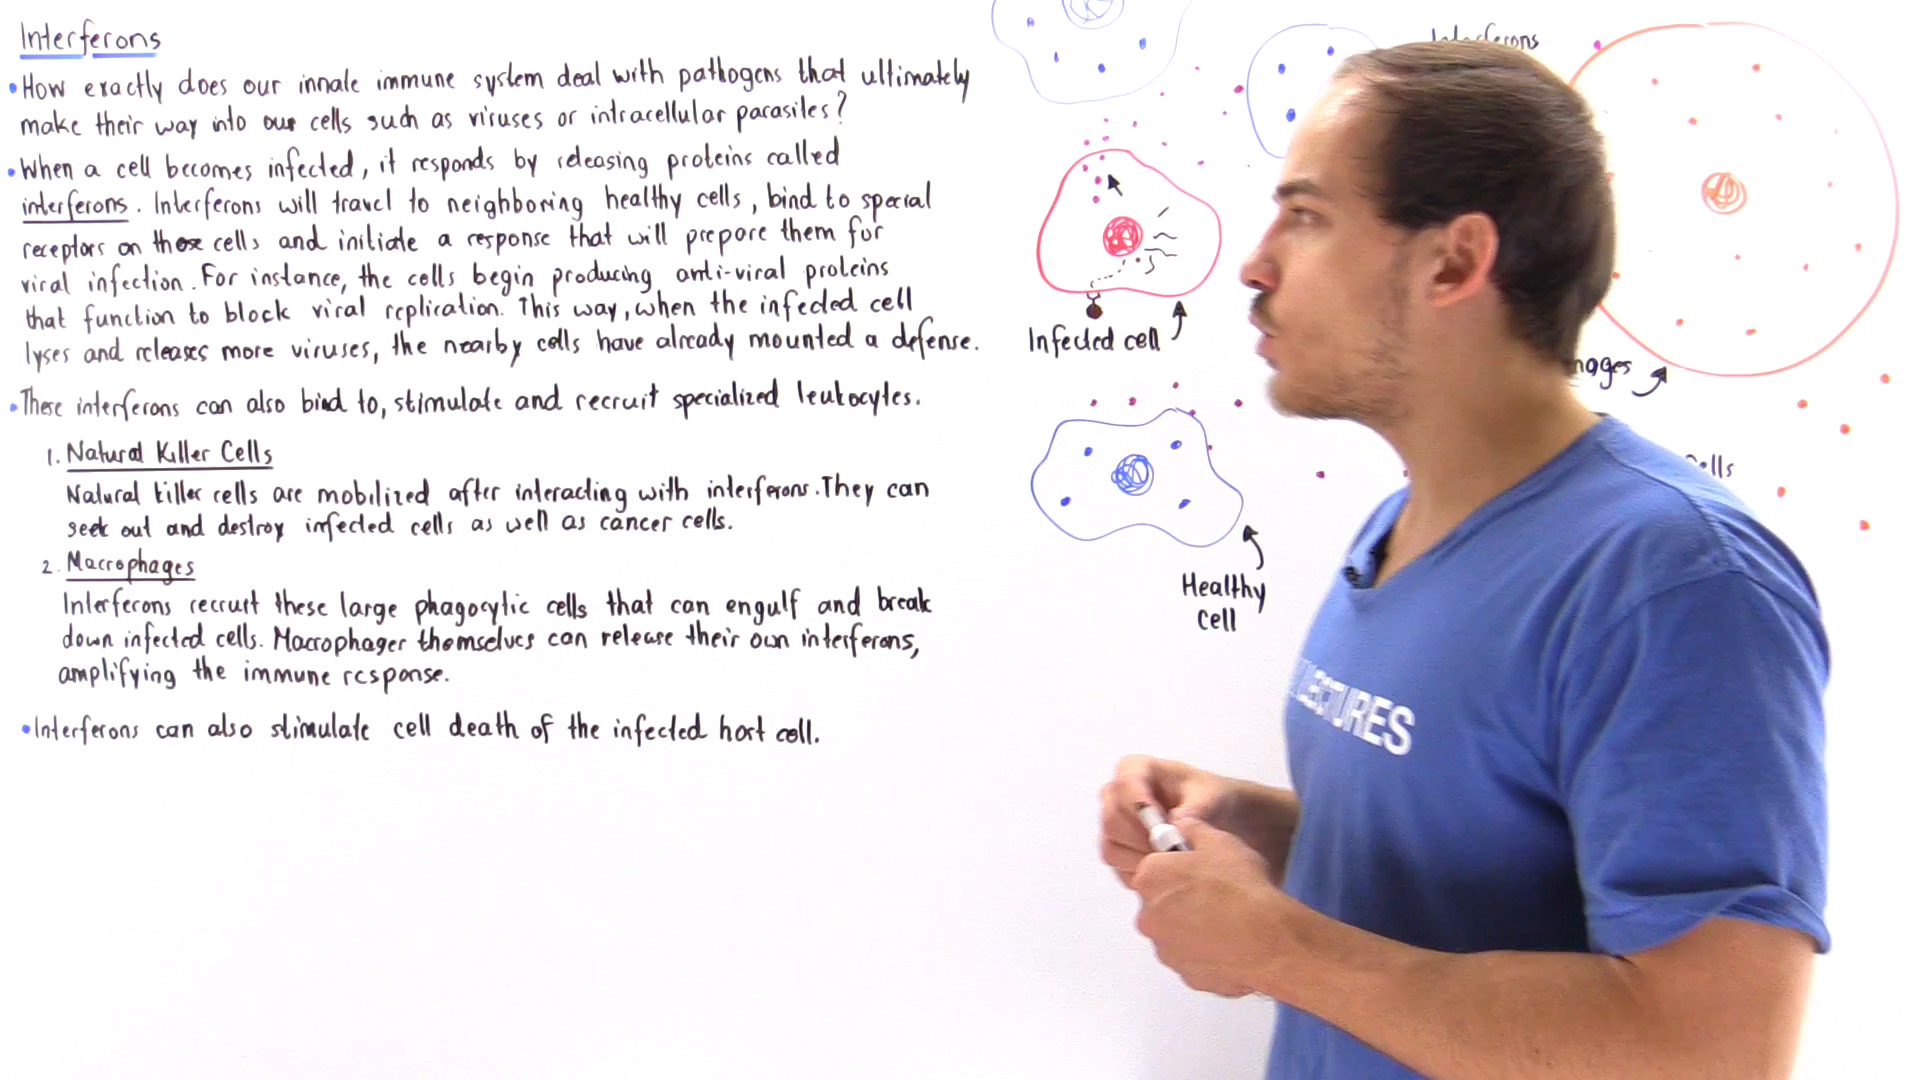 Interferons
• How exactly does our innate immune system deal with pathogens that ultimately
make their way into our cells such as viruses or intracellular parasites?
• When a cell becomes infected, it responds by releasing proteins called
interferons. Interferons will travel to neighboring healthy cells, bind to special
receptors on those cells and initiate a response that will prepare them for
viral infection. For instance, the cells begin producing anti-viral proteins
that function to block viral replication. This way, when the infected cell
lyses and releases more viruses, the nearby cells have already mounted a defense.
• These interferons can also bind to, stimulate and recruit specialized leukocytes.
1. Natural Killer Cells
Natural killer cells are mobilized after interacting with interferons. They can
seek out and destroy infected cells as well as cancer cells.
2. Macrophages
Interferons recruit these large phagocytic cells that can engulf and break
down infected cells. Macrophages themselves can release their own interferons,
amplifying the immune response.
• Interferons can also stimulate cell death of the infected host cell.
Interferons
Infected cell
hages
Cells
Healthy
cell
LECTURES